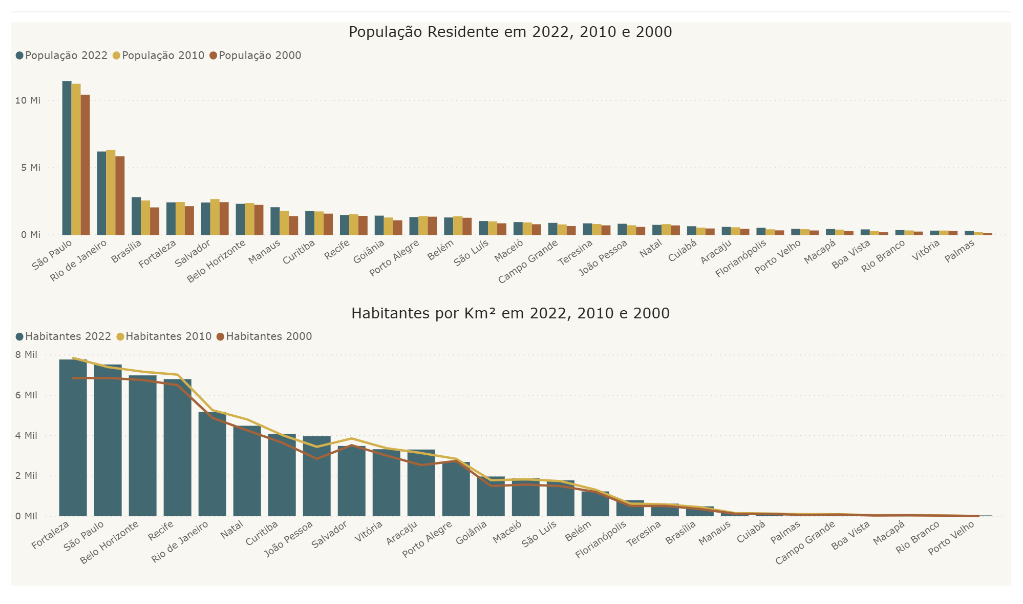 População Residente em 2022, 2010 e 2000
População 2022 População 2010 População 2000
10 Mi
5 Mi
0 Mi
São Paulo
Rio de Janeiro
Brasília
Fortaleza
Salvador
Belo Horizonte
Manaus
Curitiba
Recife
Goiânia
Porto Alegre
Belém
São Luís
Maceió
Campo Grande
Teresina
João Pessoa
Natal
Cuiabá
Aracaju
Florianópolis
Porto Velho
Macapá
Boa Vista
Rio Branco
Vitória
Palmas
Habitantes por Km² em 2022, 2010 e 2000
Habitantes 2022 Habitantes 2010 Habitantes 2000
8 Mil
6 Mil
4 Mil
2 Mil
0 Mil
Fortaleza
São Paulo
Belo Horizonte
Recife
Rio de Janeiro
Natal
Curitiba
João Pessoa
Salvador
Vitória
Aracaju
Porto Alegre
Goiânia
Maceió
São Luís
Belém
Florianópolis
Teresina
Brasília
Manaus
Cuiabá
Palmas
Campo Grande
Boa Vista
Macapá
Rio Branco
Porto Velho